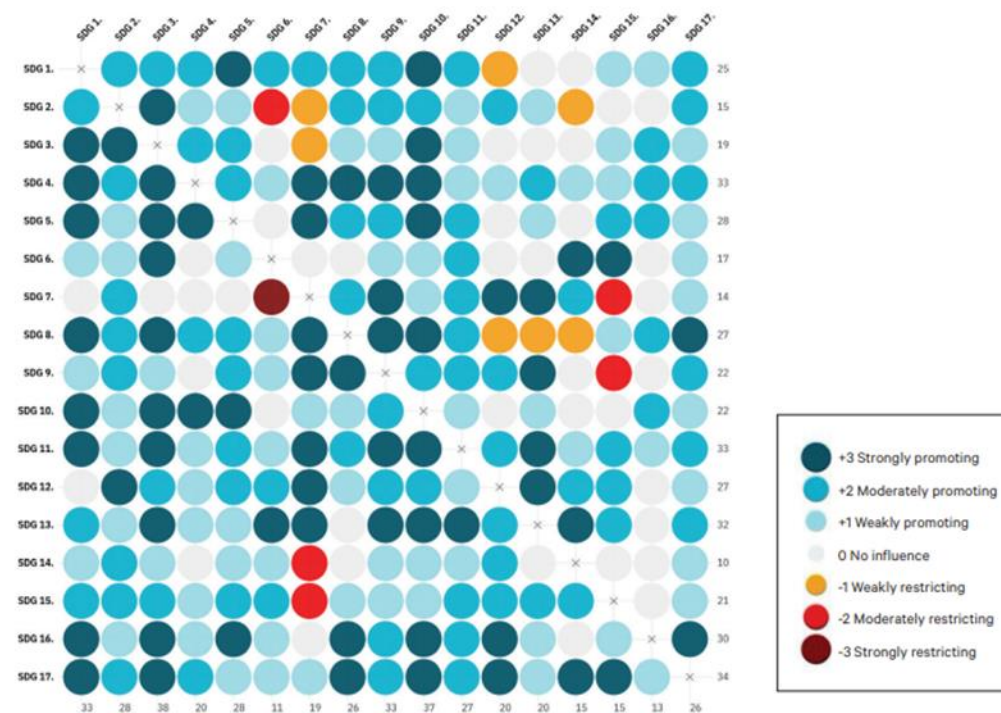 SDG 1. SDG 2. SDG 3. SDG 4. SDG 5. SDG 6. SDG 7. SDG 8. SDG 9. SDG 10. SDG 11. SDG 12. SDG 13. SDG 14. SDG 15. SDG 16. SDG 17.
SDG 1. 25
SDG 2. 15
SDG 3. 19
SDG 4. 33
SDG 5. 28
SDG 6. 17
SDG 7. 14
SDG 8. 27
SDG 9. 22
SDG 10. 22
SDG 11. 33
SDG 12. 27
SDG 13. 32
SDG 14. 10
SDG 15. 21
SDG 16. 30
SDG 17. 34
33 28 38 20 28 11 19 26 33 37 27 20 20 15 15 13 26
+3 Strongly promoting
+2 Moderately promoting
+1 Weakly promoting
0 No influence
-1 Weakly restricting
-2 Moderately restricting
-3 Strongly restricting